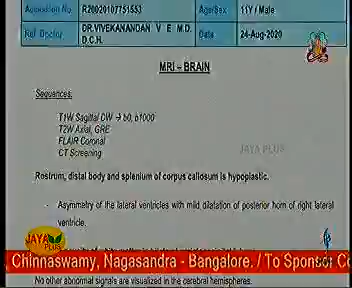 Accession No R20020107751553 Age/Sex 11Y / Male
Ref Doctor DR.VIVEKANANDAN V E M.D. D.C.H. Date 24-Aug-2020
MRI – BRAIN
Sequences:
T1W Sagittal DW → b0, b1000
T2W Axial, GRE
FLAIR Coronal
CT Screening
JAYA PLUS
Rostrum, distal body and splenium of corpus callosum is hypoplastic.
- Asymmetry of the lateral ventricles with mild dilatation of posterior horn of right lateral
ventricle.
JAYA
PLUS
Chinnaswamy, Nagasandra - Bangalore. / To Sponsor Co
No other abnormal signals are visualized in the cerebral hemispheres.